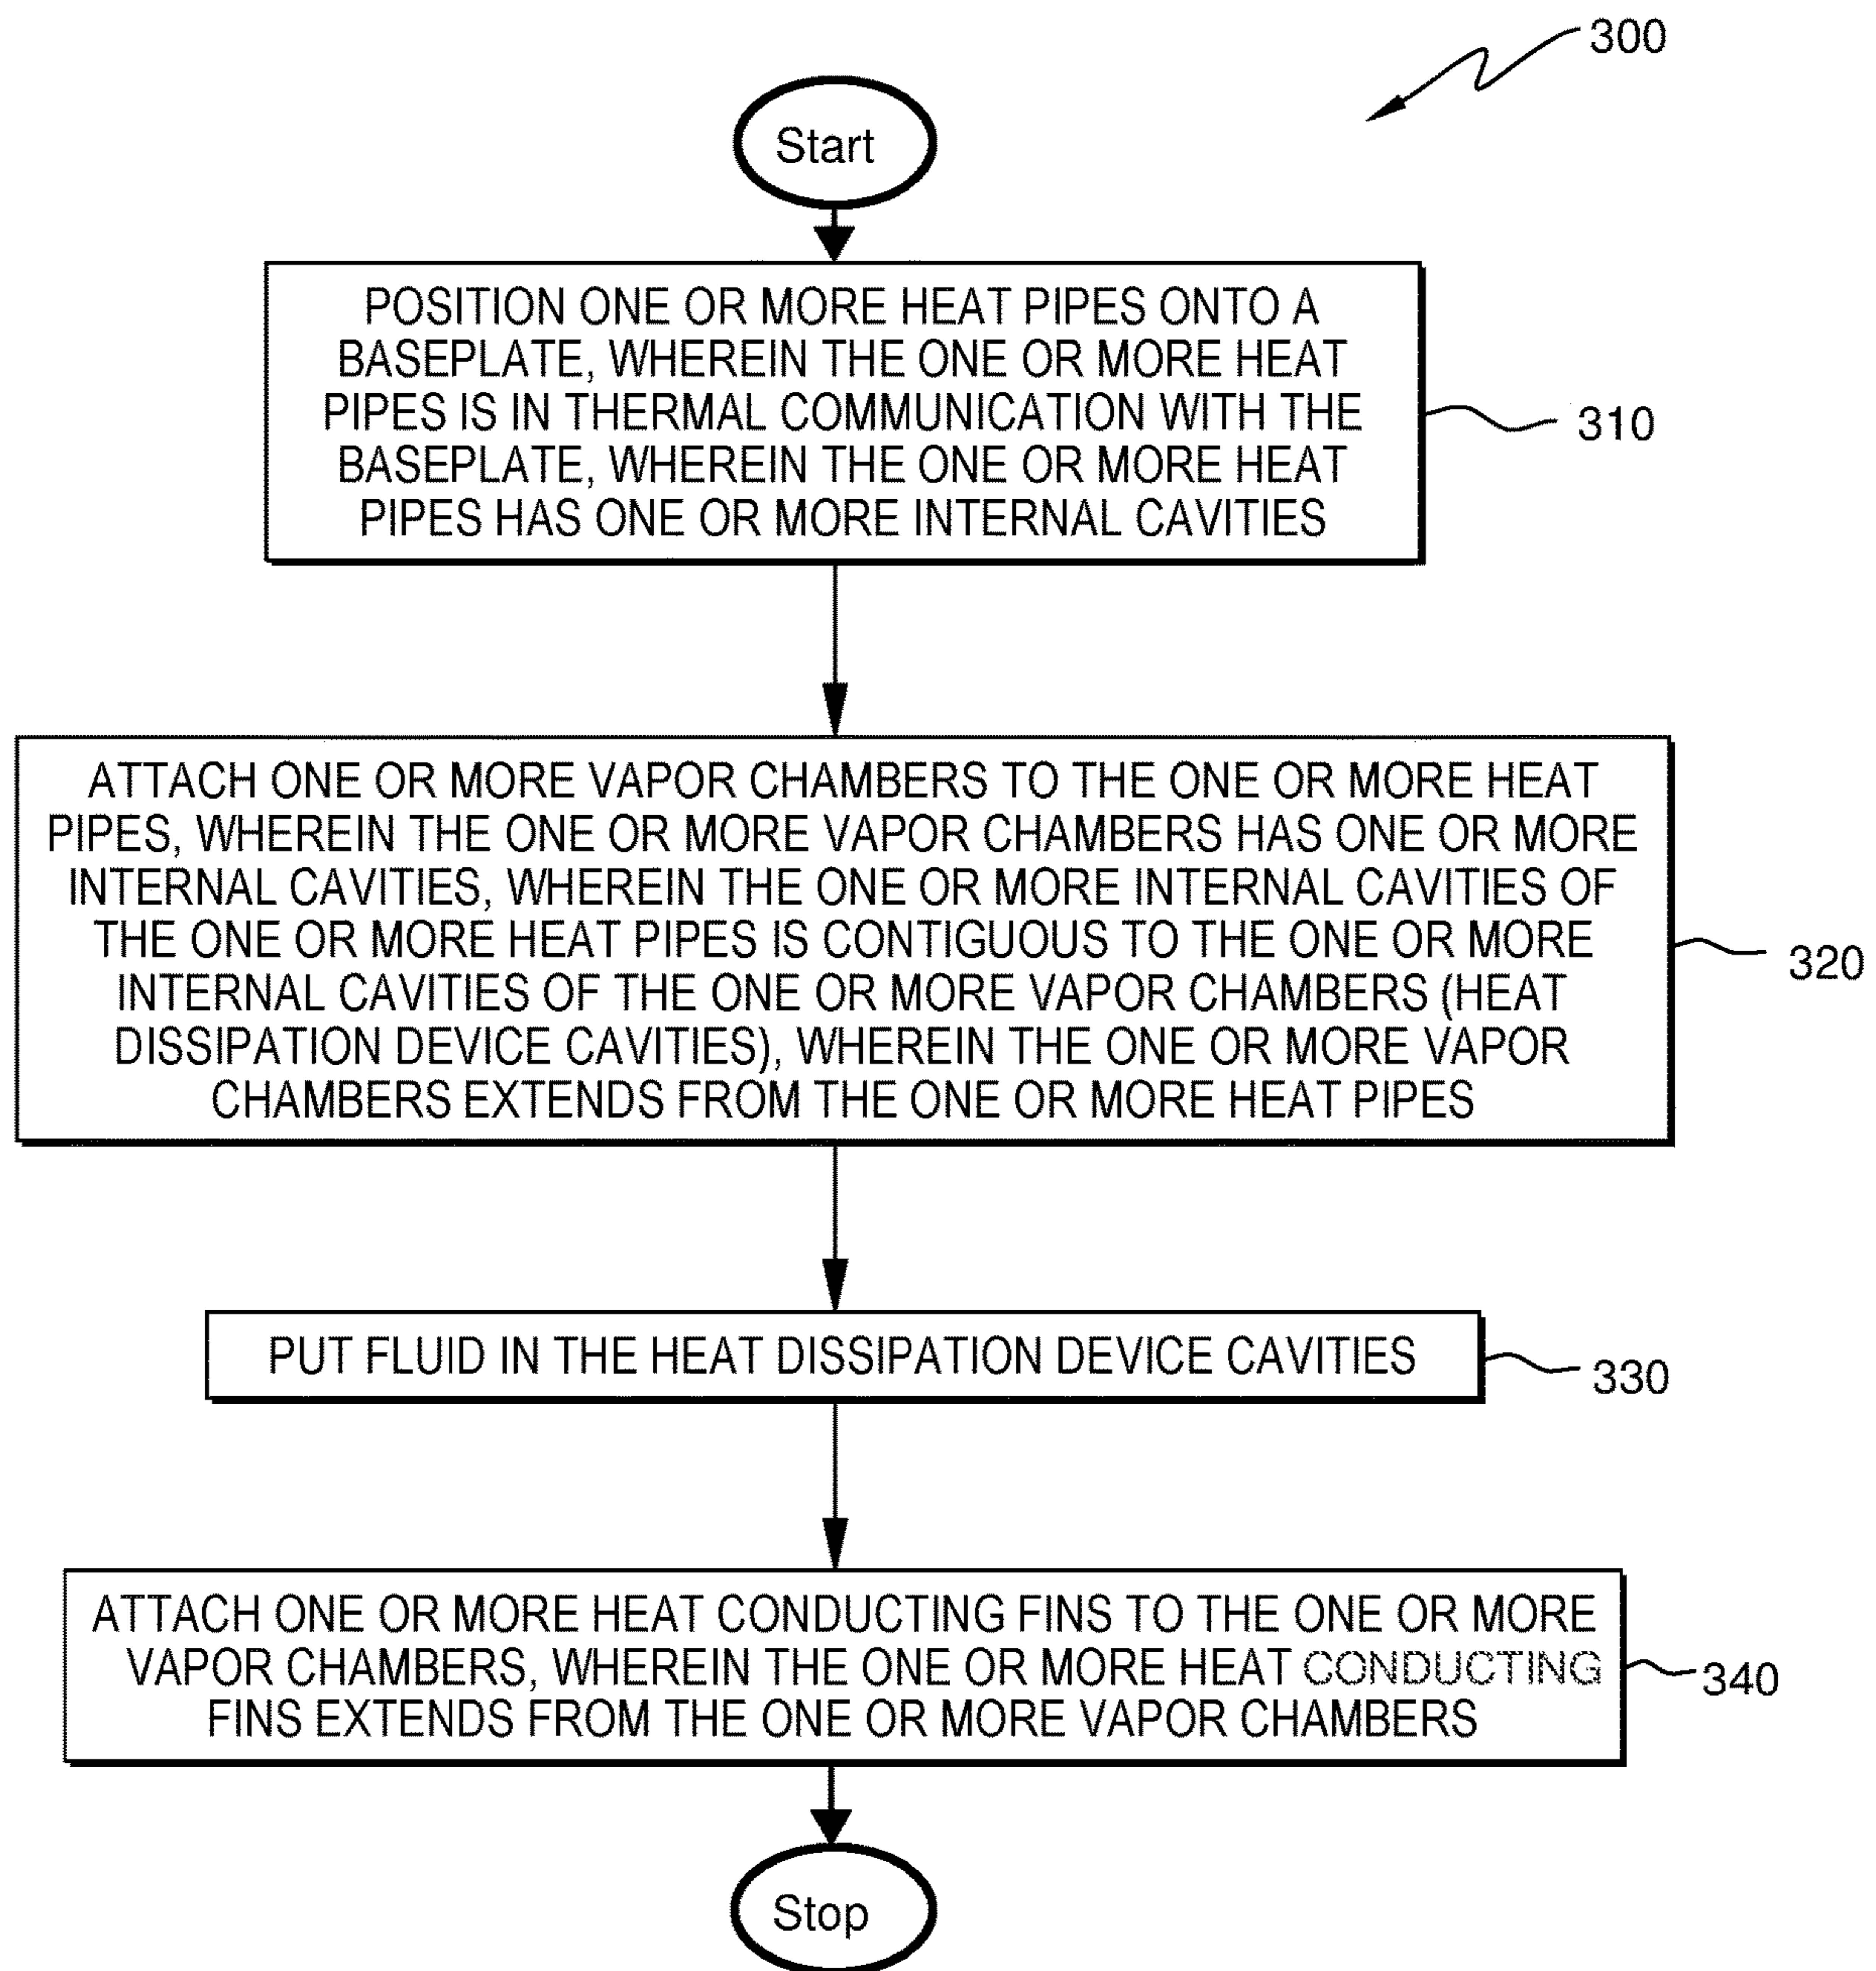 300
Start
POSITION ONE OR MORE HEAT PIPES ONTO A
BASEPLATE, WHEREIN THE ONE OR MORE HEAT
PIPES IS IN THERMAL COMMUNICATION WITH THE
BASEPLATE, WHEREIN THE ONE OR MORE HEAT
PIPES HAS ONE OR MORE INTERNAL CAVITIES
310
ATTACH ONE OR MORE VAPOR CHAMBERS TO THE ONE OR MORE HEAT
PIPES, WHEREIN THE ONE OR MORE VAPOR CHAMBERS HAS ONE OR MORE
INTERNAL CAVITIES, WHEREIN THE ONE OR MORE INTERNAL CAVITIES OF
THE ONE OR MORE HEAT PIPES IS CONTIGUOUS TO THE ONE OR MORE
INTERNAL CAVITIES OF THE ONE OR MORE VAPOR CHAMBERS (HEAT
DISSIPATION DEVICE CAVITIES), WHEREIN THE ONE OR MORE VAPOR
CHAMBERS EXTENDS FROM THE ONE OR MORE HEAT PIPES
320
PUT FLUID IN THE HEAT DISSIPATION DEVICE CAVITIES
330
ATTACH ONE OR MORE HEAT CONDUCTING FINS TO THE ONE OR MORE
VAPOR CHAMBERS, WHEREIN THE ONE OR MORE HEAT CONDUCTING
FINS EXTENDS FROM THE ONE OR MORE VAPOR CHAMBERS
340
Stop